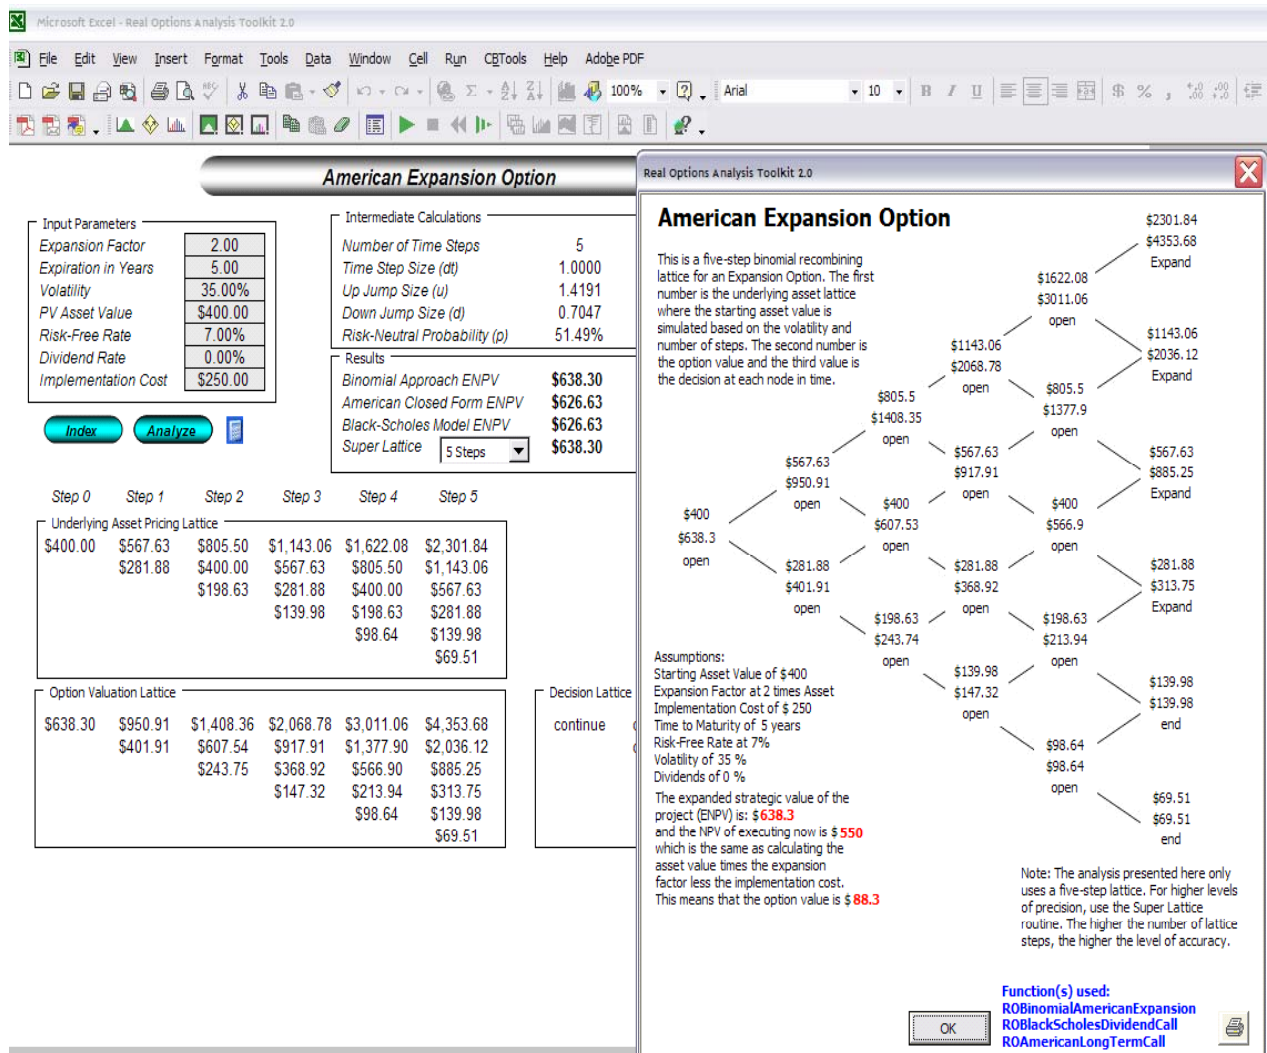 Microsoft Excel - Real Options Analysis Toolkit 2.0
File Edit View Insert Format Tools Data Window Cell Run CBTools Help Adobe PDF
100% Arial 10 B I U $ % ,
American Expansion Option
Input Parameters
Expansion Factor 2.00
Expiration in Years 5.00
Volatility 35.00%
PV Asset Value $400.00
Risk-Free Rate 7.00%
Dividend Rate 0.00%
Implementation Cost $250.00
Index Analyze
Intermediate Calculations
Number of Time Steps 5
Time Step Size (dt) 1.0000
Up Jump Size (u) 1.4191
Down Jump Size (d) 0.7047
Risk-Neutral Probability (p) 51.49%
Results
Binomial Approach ENPV $638.30
American Closed Form ENPV $626.63
Black-Scholes Model ENPV $626.63
Super Lattice 5 Steps $638.30
Step 0 Step 1 Step 2 Step 3 Step 4 Step 5
Underlying Asset Pricing Lattice
$400.00 $567.63 $805.50 $1,143.06 $1,622.08 $2,301.84
$281.88 $400.00 $567.63 $805.50 $1,143.06
$198.63 $281.88 $400.00 $567.63
$139.98 $198.63 $281.88
$98.64 $139.98
$69.51
Option Valuation Lattice
$638.30 $950.91 $1,408.36 $2,068.78 $3,011.06 $4,353.68
$401.91 $607.54 $917.91 $1,377.90 $2,036.12
$243.75 $368.92 $566.90 $885.25
$147.32 $213.94 $313.75
$98.64 $139.98
$69.51
Decision Lattice
continue
Real Options Analysis Toolkit 2.0
American Expansion Option
This is a five-step binomial recombining
lattice for an Expansion Option. The first
number is the underlying asset lattice
where the starting asset value is
simulated based on the volatility and
number of steps. The second number is
the option value and the third value is
the decision at each node in time.
$400
$638.3
open
$567.63
$950.91
open
$281.88
$401.91
open
$805.5
$1408.35
open
$400
$607.53
open
$198.63
$243.74
open
$1143.06
$2068.78
open
$567.63
$917.91
open
$281.88
$368.92
open
$139.98
$147.32
open
$1622.08
$3011.06
open
$805.5
$1377.9
open
$400
$566.9
open
$198.63
$213.94
open
$98.64
$98.64
open
$2301.84
$4353.68
Expand
$1143.06
$2036.12
Expand
$567.63
$885.25
Expand
$281.88
$313.75
Expand
$139.98
$139.98
end
$69.51
$69.51
end
Assumptions:
Starting Asset Value of $400
Expansion Factor at 2 times Asset
Implementation Cost of $ 250
Time to Maturity of 5 years
Risk-Free Rate at 7%
Volatility of 35 %
Dividends of 0 %
The expanded strategic value of the
project (ENPV) is: $638.3
and the NPV of executing now is $550
which is the same as calculating the
asset value times the expansion
factor less the implementation cost.
This means that the option value is $88.3
Note: The analysis presented here only
uses a five-step lattice. For higher levels
of precision, use the Super Lattice
routine. The higher the number of lattice
steps, the higher the level of accuracy.
Function(s) used:
ROBinomialAmericanExpansion
ROBlackScholesDividendCall
ROAmericanLongTermCall
OK